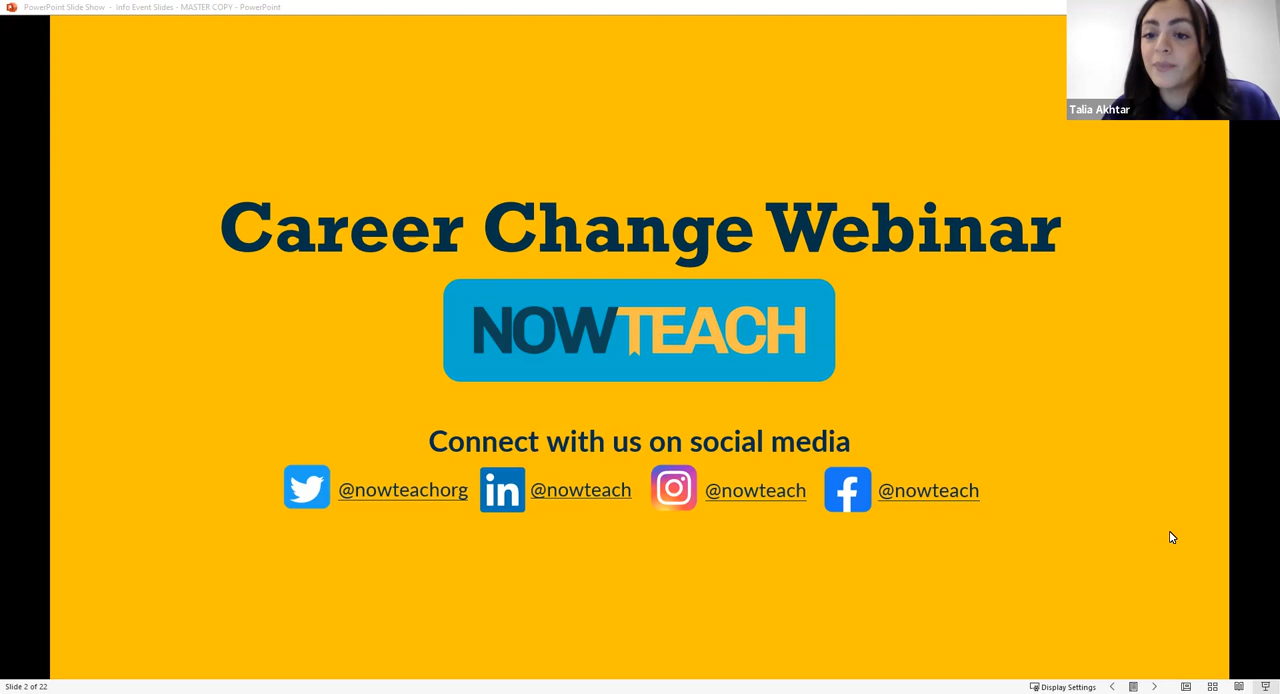 PowerPoint Slide Show - Info Event Slides - MASTER COPY - PowerPoint
Talia Akhtar
Career Change Webinar
NOWTEACH
Connect with us on social media
@nowteachorg in @nowteach @nowteach f @nowteach
Slide 2 of 22 Display Settings